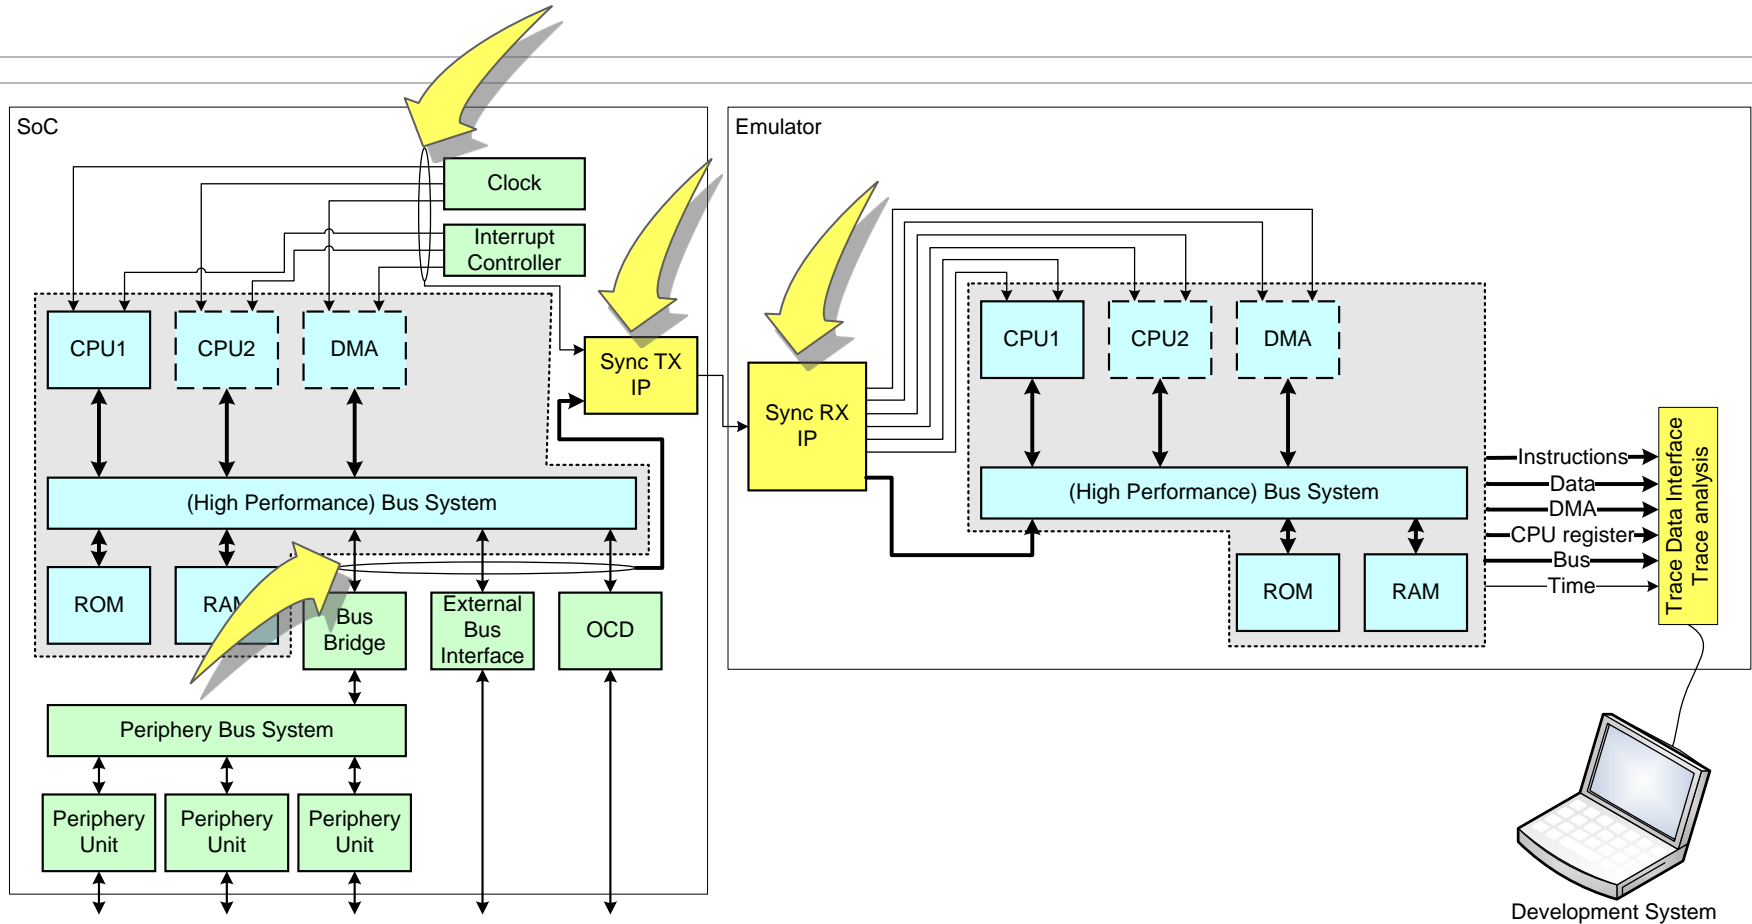 SoC
Clock
Interrupt
Controller
CPU1
CPU2
DMA
Sync TX
IP
(High Performance) Bus System
ROM
RAM
Bus
Bridge
External
Bus
Interface
OCD
Periphery Bus System
Periphery
Unit
Periphery
Unit
Periphery
Unit
Emulator
Sync RX
IP
CPU1
CPU2
DMA
(High Performance) Bus System
ROM
RAM
Instructions
Data
DMA
CPU register
Bus
Time
Trace Data Interface
Trace analysis
Development System